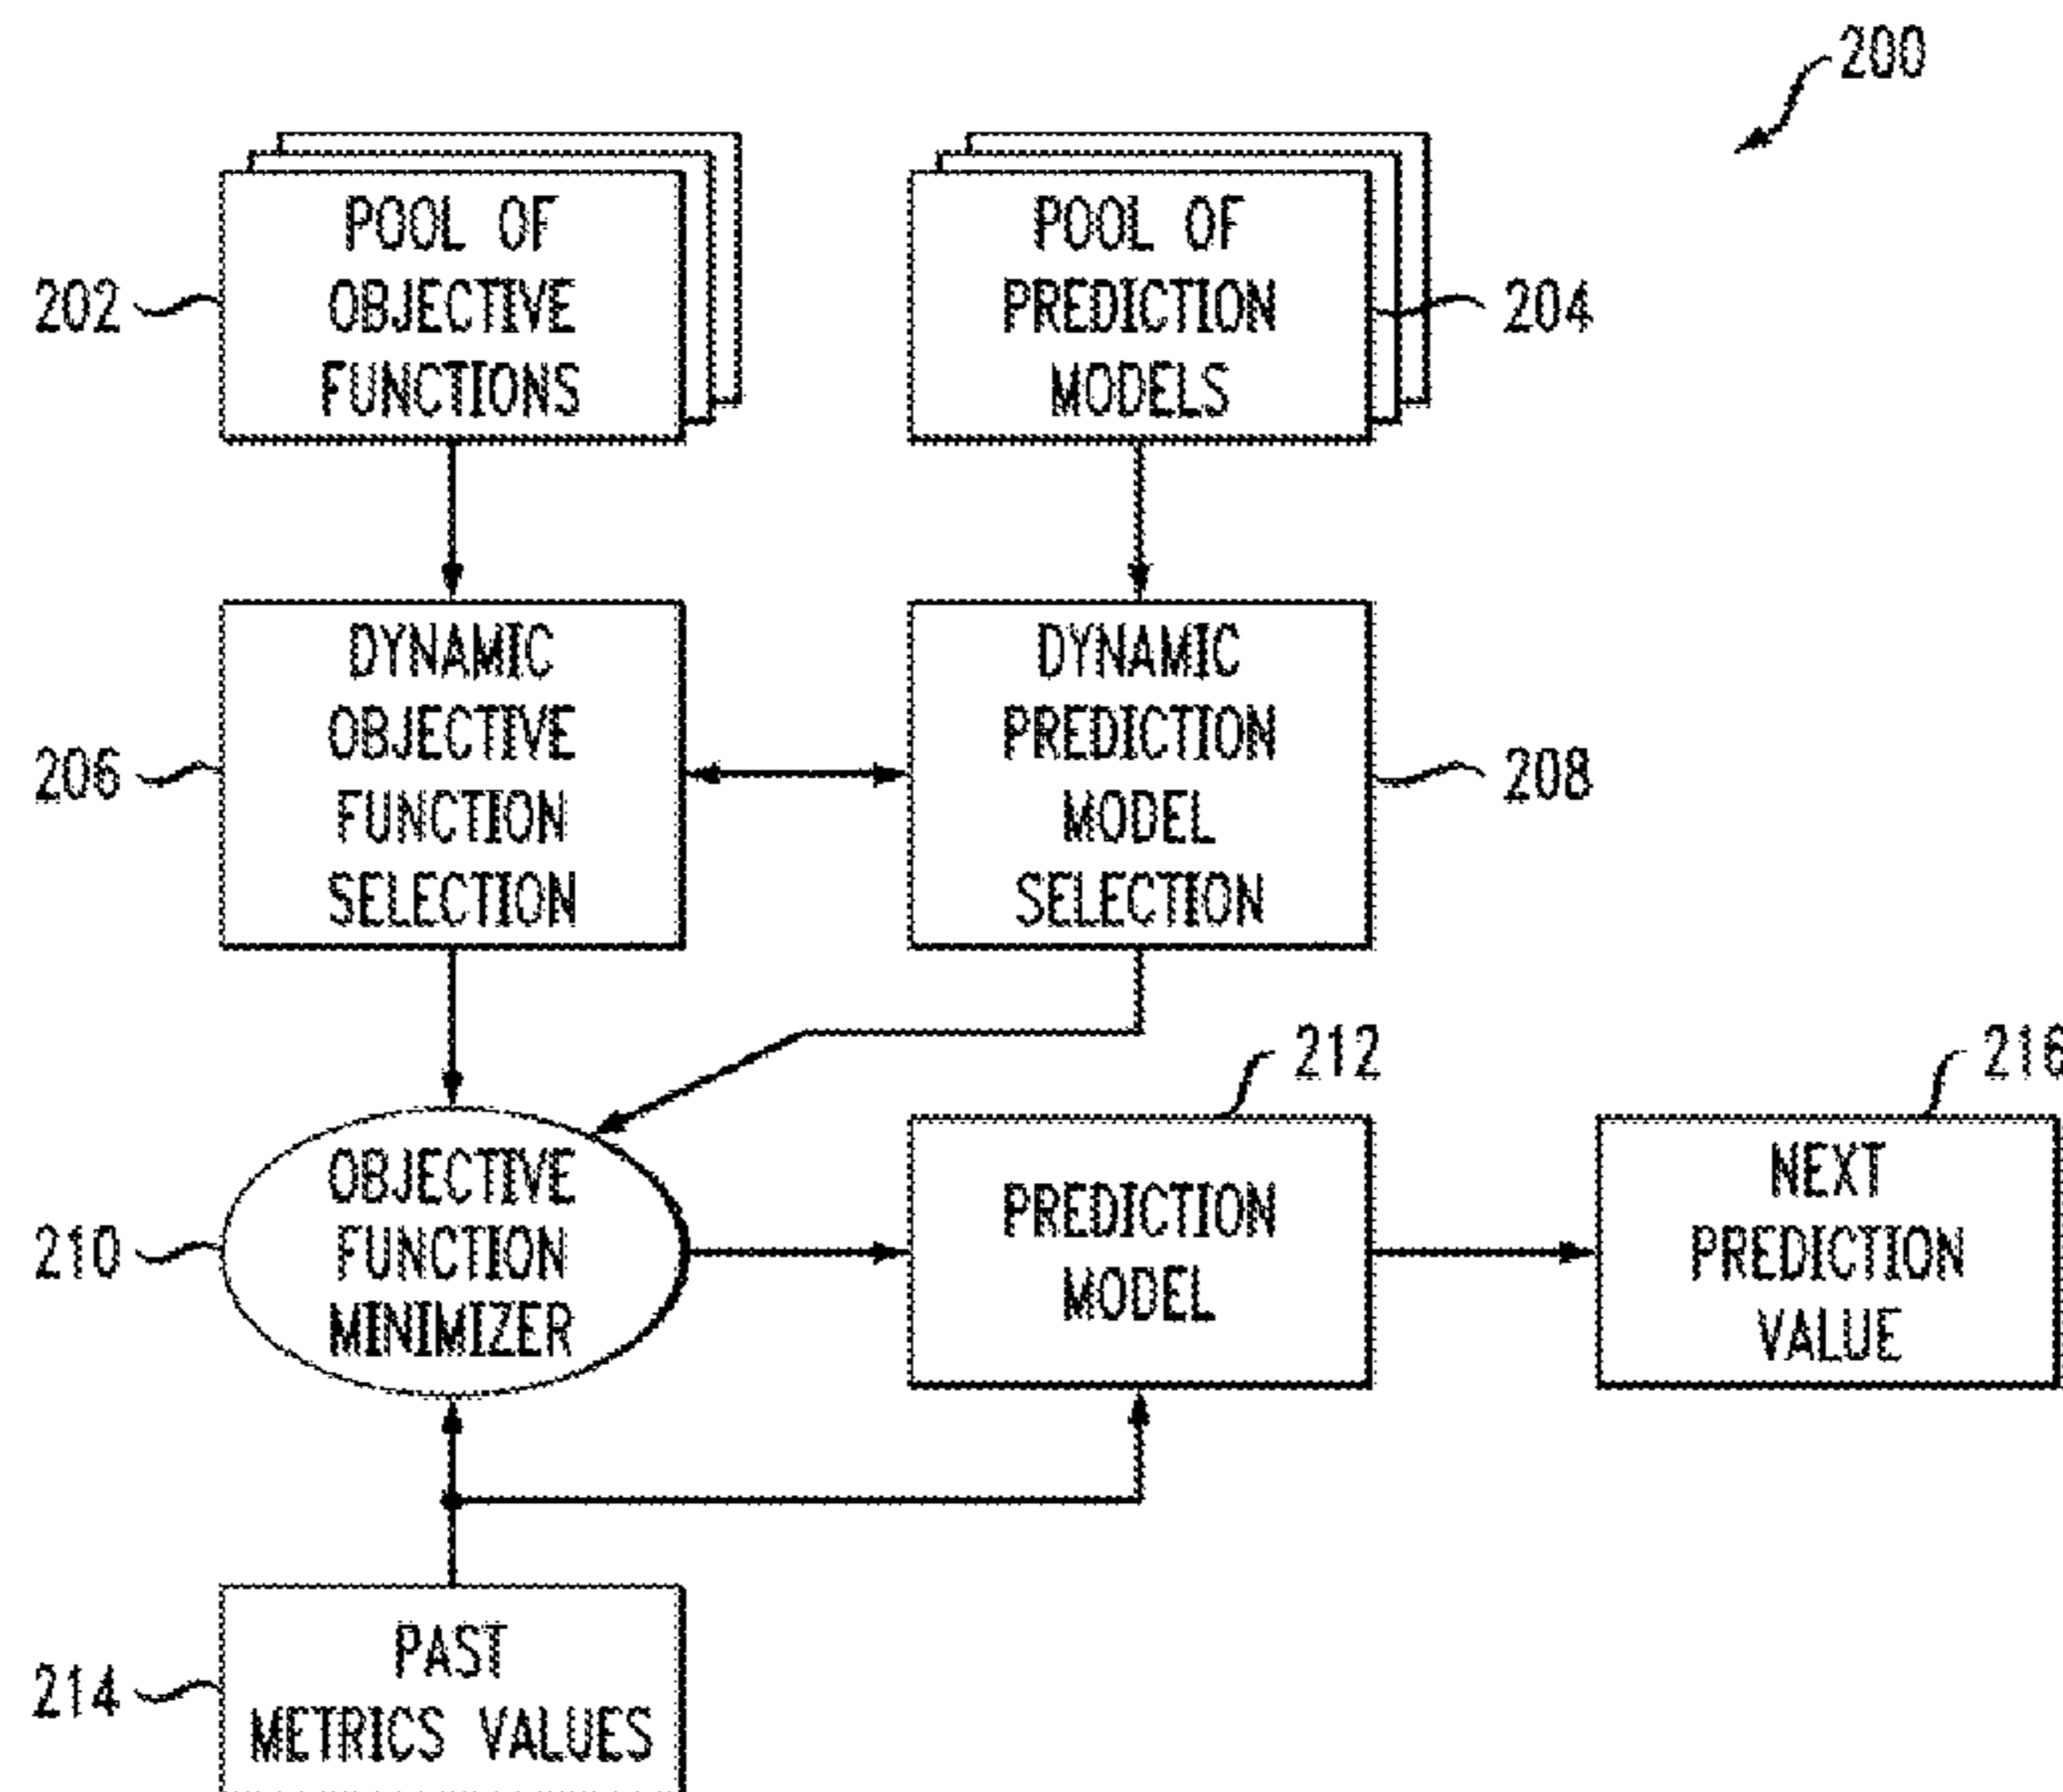 200
POOL OF
OBJECTIVE
FUNCTIONS
202
POOL OF
PREDICTION
MODELS
204
DYNAMIC
OBJECTIVE
FUNCTION
SELECTION
206
DYNAMIC
PREDICTION
MODEL
SELECTION
208
OBJECTIVE
FUNCTION
MINIMIZER
210
212
PREDICTION
MODEL
216
NEXT
PREDICTION
VALUE
214
PAST
METRICS VALUES